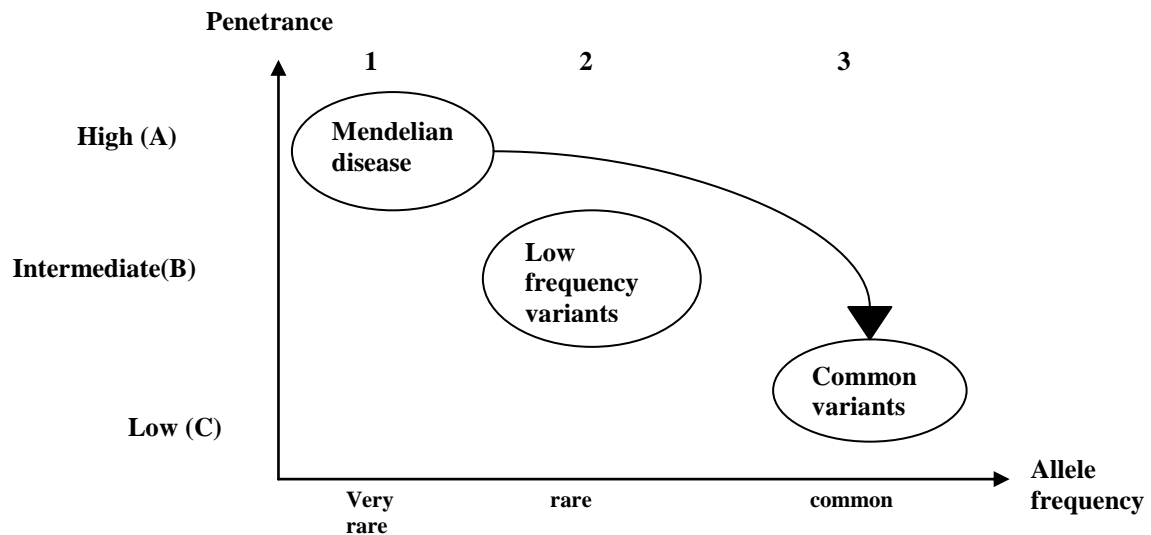 Penetrance
1 2 3
High (A)
Mendelian
disease
Intermediate(B)
Low
frequency
variants
Common
variants
Low (C)
Allele
frequency
Very
rare
rare
common